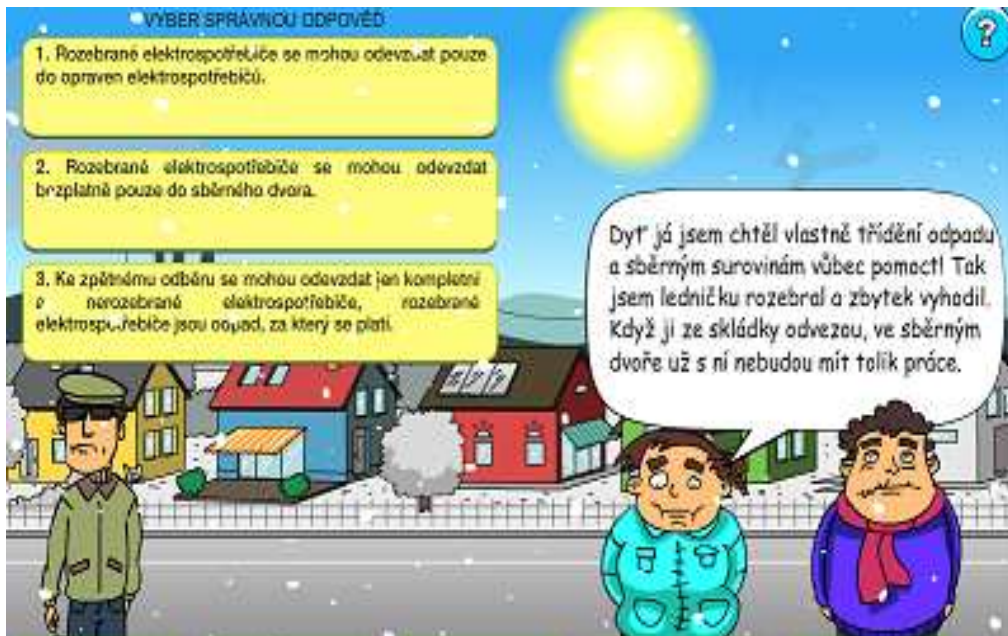 VYBER SPRÁVNOU ODPOVĚĎ
1. Rozebrané elektrospotřebiče se mohou odevzdat pouze
do opraven elektrospotřebičů.
2. Rozebrané elektrospotřebiče se mohou odevzdat
bezplatně pouze do sběrného dvora.
3. Ke zpětnému odběru se mohou odevzdat jen kompletní
a nerozebrané elektrospotřebiče, rozebrané
elektrospotřebiče jsou odpad, za který se platí.
?
Dyť já jsem chtěl vlastně třídění odpadu
a sběrným surovinám vůbec pomoct! Tak
jsem ledničku rozebral a zbytek vyhodil.
Když ji ze skládky odvezou, ve sběrným
dvoře už s ní nebudou mít tolik práce.